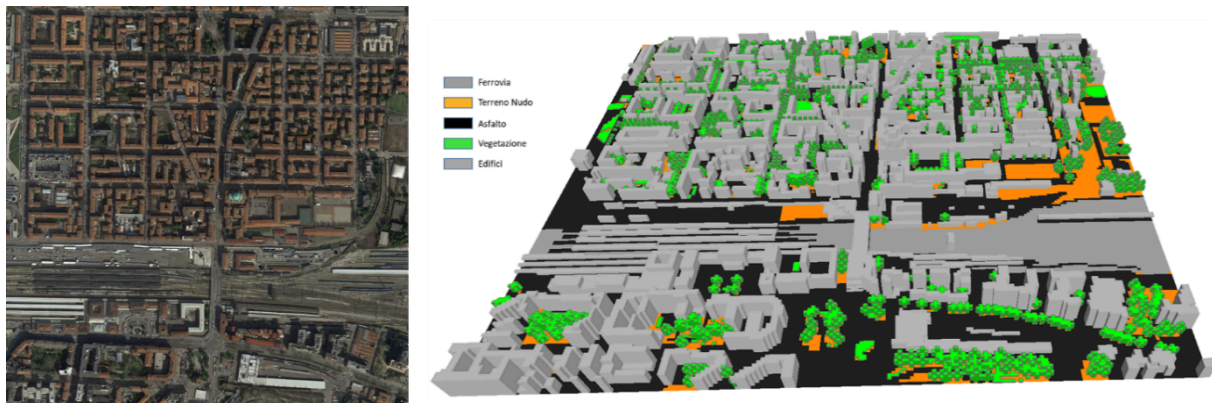 Ferrovia
Terreno Nudo
Asfalto
Vegetazione
Edifici